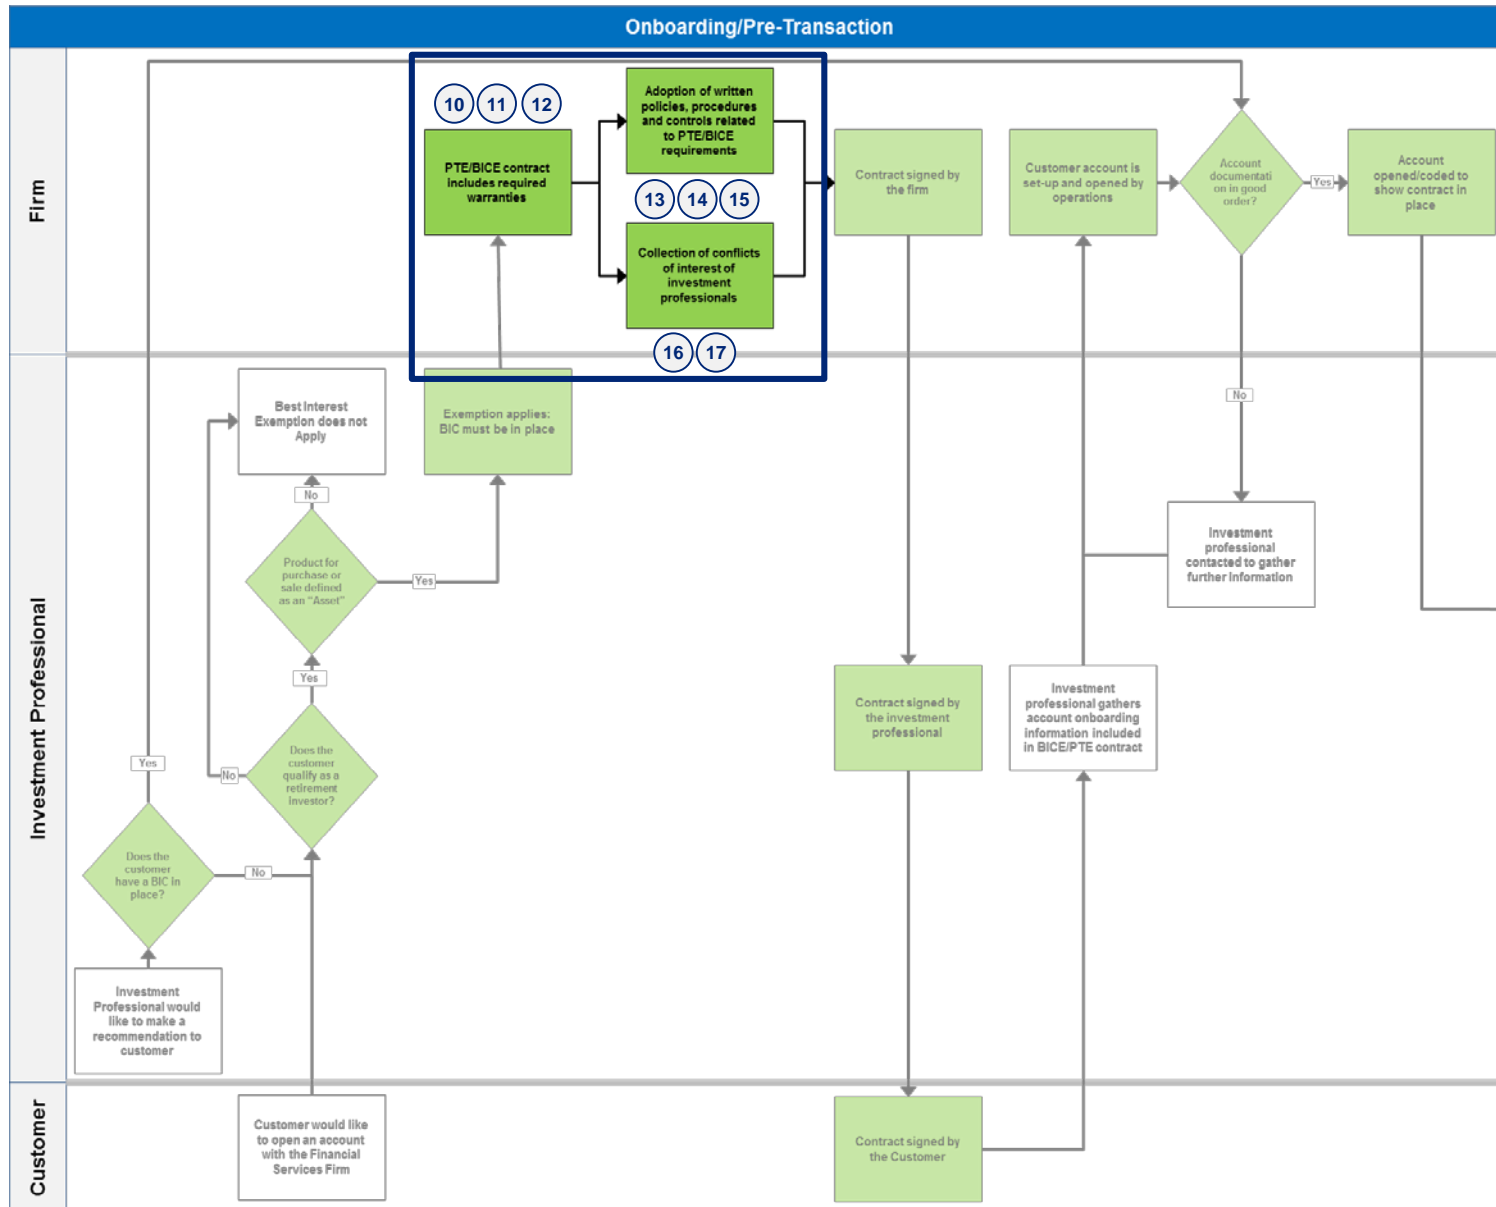 Onboarding/Pre-Transaction
Firm
10 11 12
PTE/BICE contract
includes required
warranties
Adoption of written
policies, procedures
and controls related
to PTE/BICE
requirements
13 14 15
Collection of conflicts
of interest of
investment
professionals
16 17
Contract signed by
the firm
Customer account is
set-up and opened by
operations
Account
documentati
on in good
order?
Yes
Account
opened/coded to
show contract in
place
No
Investment Professional
Best Interest
Exemption does not
Apply
Exemption applies:
BIC must be in place
No
Product for
purchase or
sale defined
as an "Asset"
Yes
Yes
Does the
customer
qualify as a
retirement
investor?
No
Yes
Does the
customer
have a BIC in
place?
No
Investment
Professional would
like to make a
recommendation to
customer
Investment
professional
contacted to gather
further information
Contract signed by
the investment
professional
Investment
professional gathers
account onboarding
information included
in BICE/PTE contract
Customer
Customer would like
to open an account
with the Financial
Services Firm
Contract signed by
the Customer